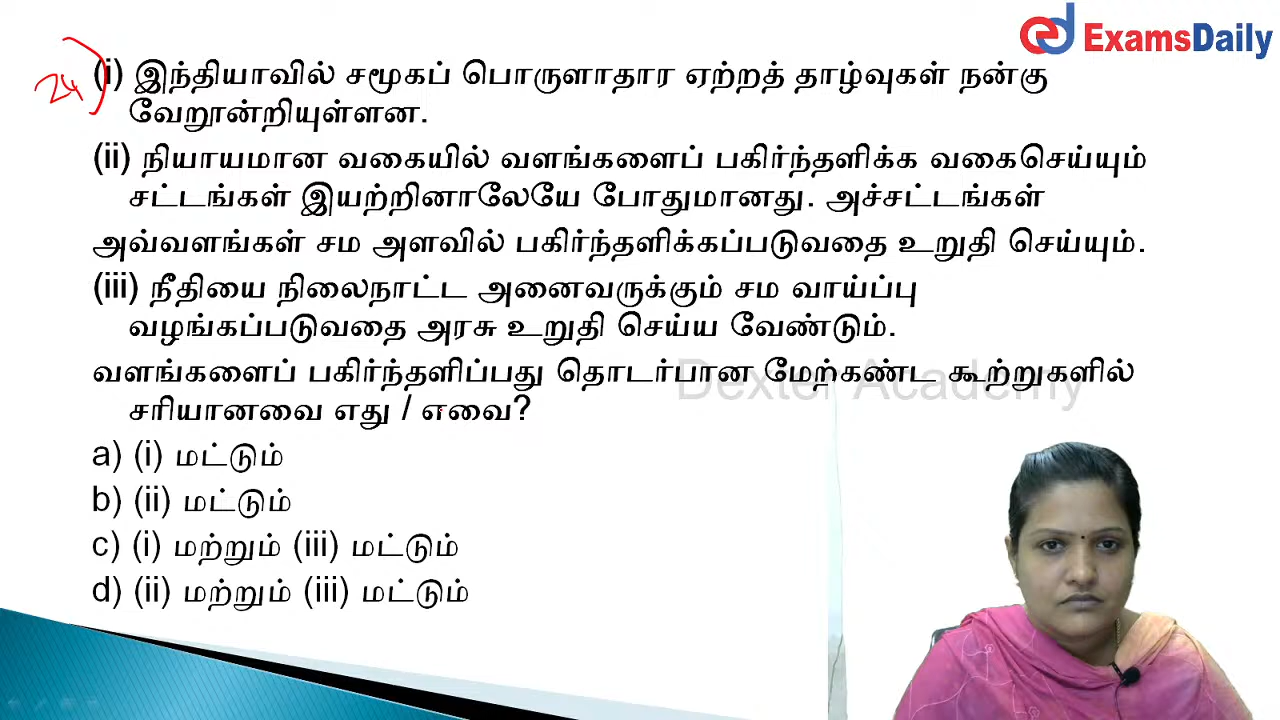 ExamsDaily
24)
(i) இந்தியாவில் சமூகப் பொருளாதார ஏற்றத் தாழ்வுகள் நன்கு
வேறூன்றியுள்ளன.
(ii) நியாயமான வகையில் வளங்களைப் பகிர்ந்தளிக்க வகைசெய்யும்
சட்டங்கள் இயற்றினாலேயே போதுமானது. அச்சட்டங்கள்
அவ்வளங்கள் சம அளவில் பகிர்ந்தளிக்கப்படுவதை உறுதி செய்யும்.
(iii) நீதியை நிலைநாட்ட அனைவருக்கும் சம வாய்ப்பு
வழங்கப்படுவதை அரசு உறுதி செய்ய வேண்டும்.
வளங்களைப் பகிர்ந்தளிப்பது தொடர்பான மேற்கண்ட கூற்றுகளில்
Dexter Academy
சரியானவை எது / எவை?
a) (i) மட்டும்
b) (ii) மட்டும்
c) (i) மற்றும் (iii) மட்டும்
d) (ii) மற்றும் (iii) மட்டும்